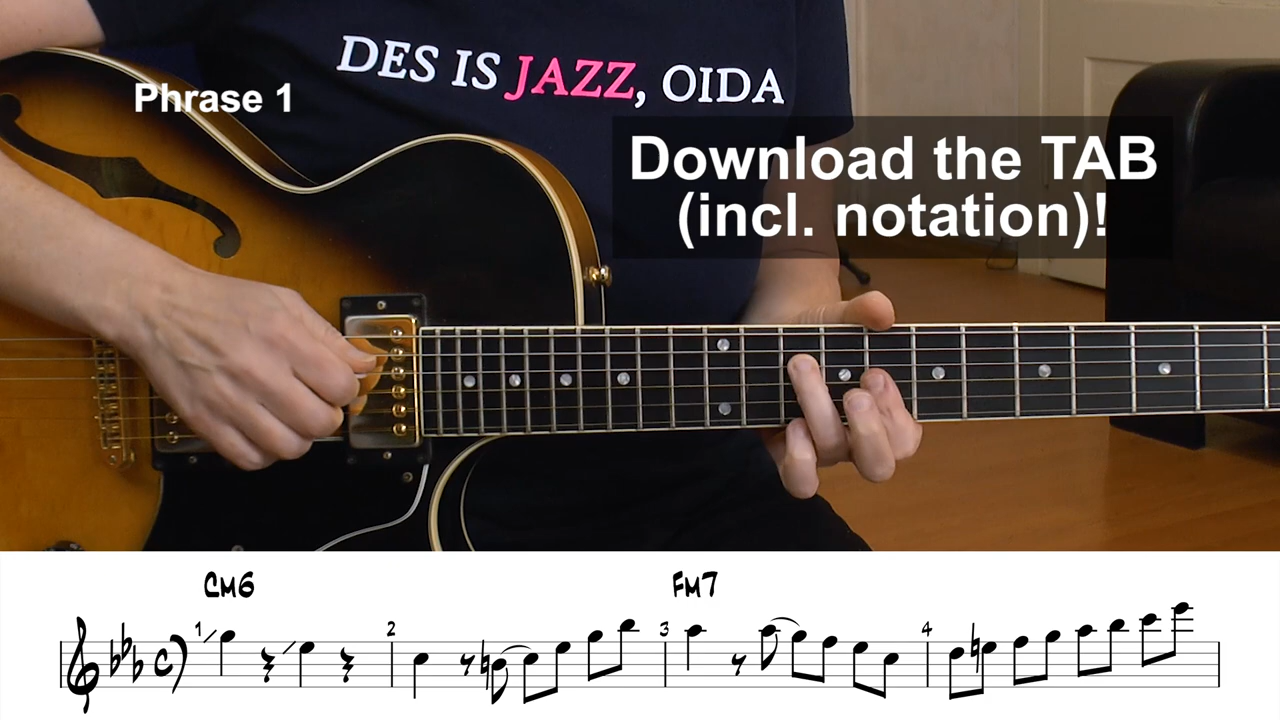 DES IS JAZZ, OIDA
Phrase 1
Download the TAB
(incl. notation)!
CM6
FM7
1
2
3
4